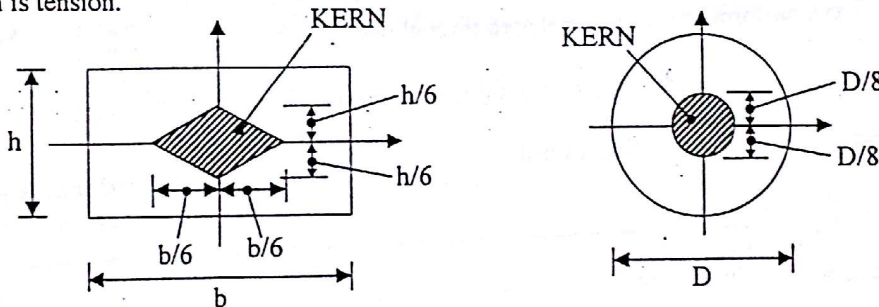 is tension.
KERN
h
h/6
h/6
b/6
b/6
b
KERN
D/8
D/8
D